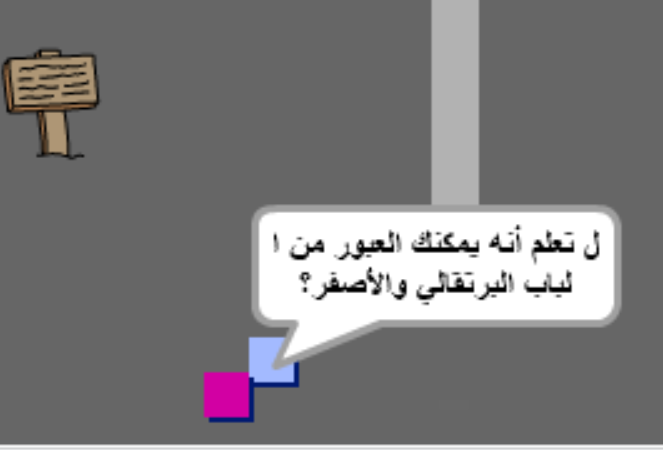 ل تعلم أنه يمكنك العبور من ا
لباب البرتقالي والأصفر؟